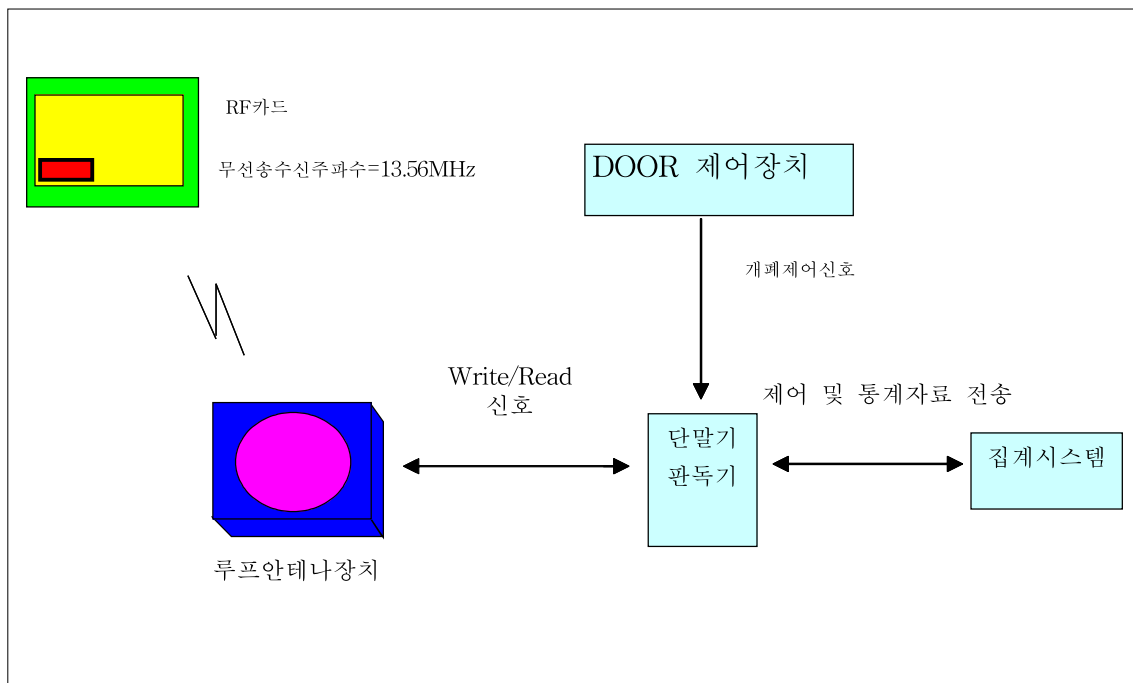 RF카드
무선송수신주파수=13.56MHz
DOOR 제어장치
개폐제어신호
Write/Read
신호
제어 및 통계자료 전송
단말기
판독기
집계시스템
루프안테나장치